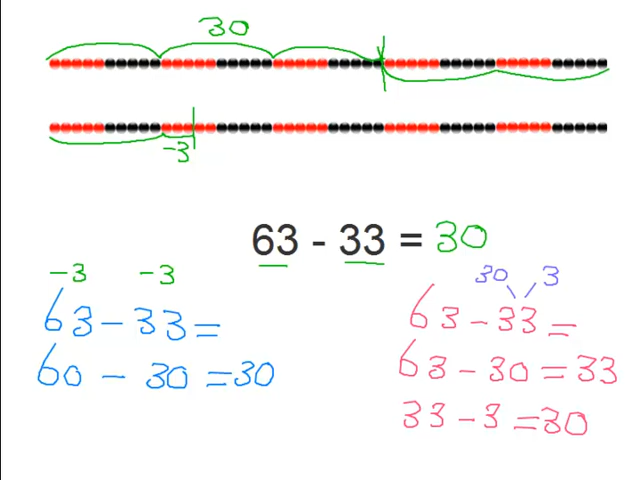 30
-3
63 - 33 = 30
-3 -3
63 - 33 =
60 - 30 = 30
30 3
63 - 33 =
63 - 30 = 33
33 - 3 = 30